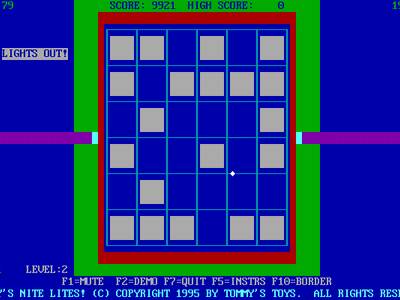 79 SCORE: 9921 HIGH SCORE: 0 19
LIGHTS OUT!
LEVEL:2
F1=MUTE F2=DEMO F7=QUIT F5=INSTRS F10=BORDER
Y'S NITE LITES! (C) COPYRIGHT 1995 BY TOMMY'S TOYS. ALL RIGHTS RES